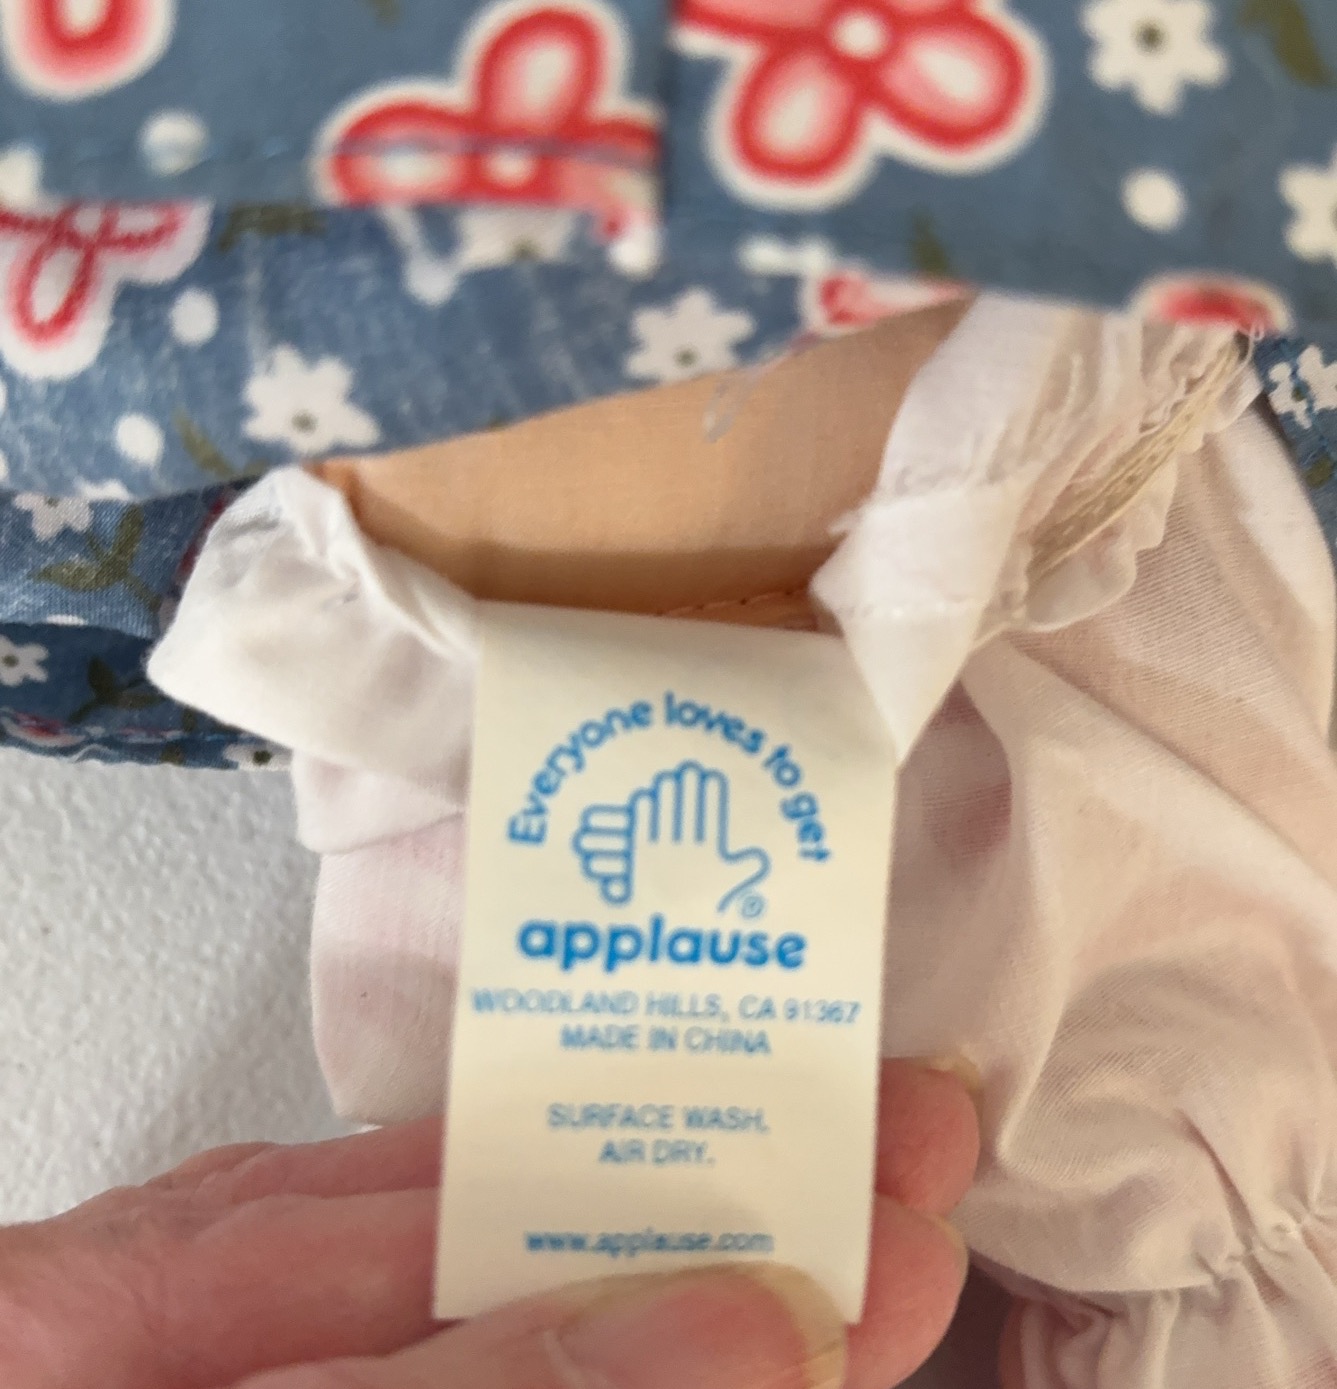 Everyone loves to get
applause
WOODLAND HILLS, CA 91367
MADE IN CHINA
SURFACE WASH.
AIR DRY.
www.applause.com